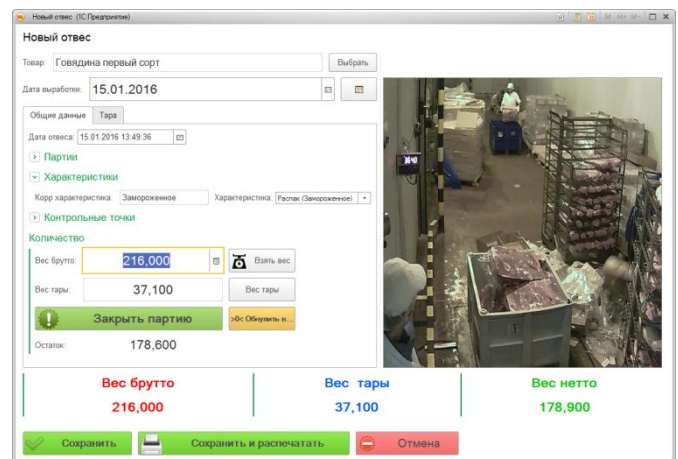 Новый отвес (1С:Предприятие)
M M+ M-
Новый отвес
Товар: Говядина первый сорт Выбрать
Дата выработки: 15.01.2016
Общие данные Тара
Дата отвеса: 15.01.2016 13:49:36
Партии
Характеристики
Корр характеристика: Замороженное Характеристика: Распак (Замороженное)
Контрольные точки
Количество
Вес брутто: 216,000 Взять вес
Вес тары: 37,100 Вес тары
Закрыть партию >0< Обнулить в...
Остаток: 178,600
Вес брутто Вес тары Вес нетто
216,000 37,100 178,900
Сохранить Сохранить и распечатать Отмена